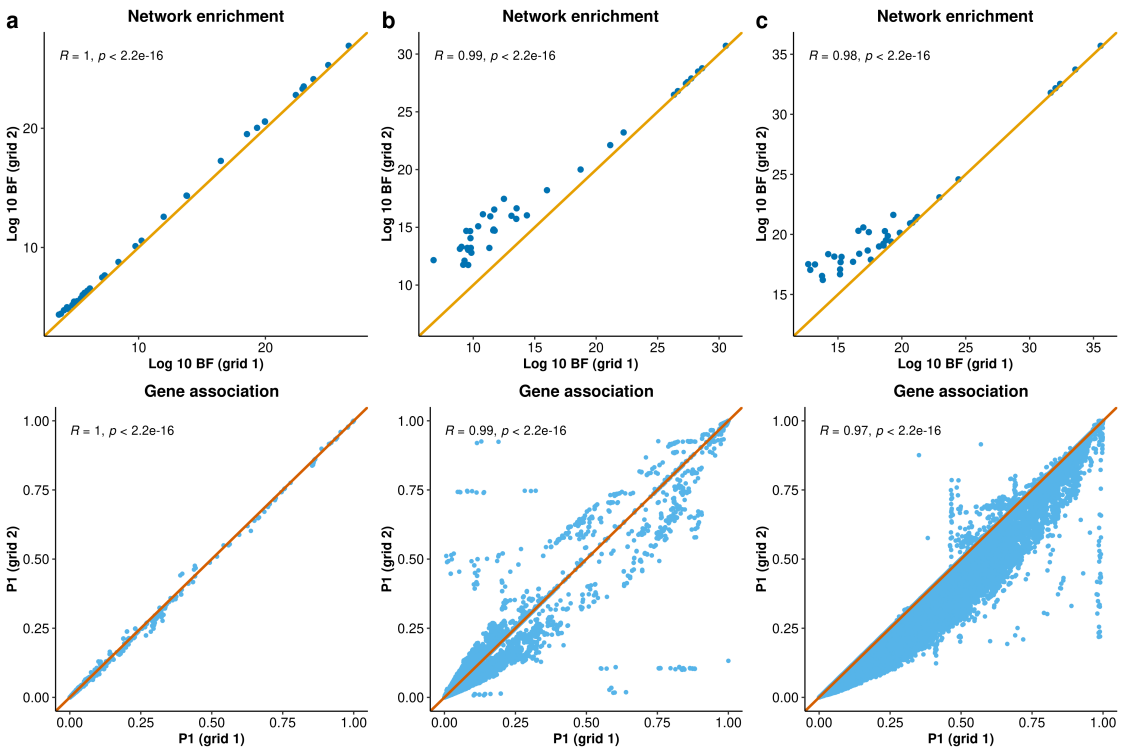 a
Network enrichment
R = 1, p < 2.2e-16
Log 10 BF (grid 2)
20
10
10
20
Log 10 BF (grid 1)
b
Network enrichment
R = 0.99, p < 2.2e-16
Log 10 BF (grid 2)
30
25
20
15
10
10
15
20
25
30
Log 10 BF (grid 1)
c
Network enrichment
R = 0.98, p < 2.2e-16
Log 10 BF (grid 2)
35
30
25
20
15
15
20
25
30
35
Log 10 BF (grid 1)
Gene association
R = 1, p < 2.2e-16
P1 (grid 2)
1.00
0.75
0.50
0.25
0.00
0.00
0.25
0.50
0.75
1.00
P1 (grid 1)
Gene association
R = 0.99, p < 2.2e-16
P1 (grid 2)
1.00
0.75
0.50
0.25
0.00
0.00
0.25
0.50
0.75
1.00
P1 (grid 1)
Gene association
R = 0.97, p < 2.2e-16
P1 (grid 2)
1.00
0.75
0.50
0.25
0.00
0.00
0.25
0.50
0.75
1.00
P1 (grid 1)